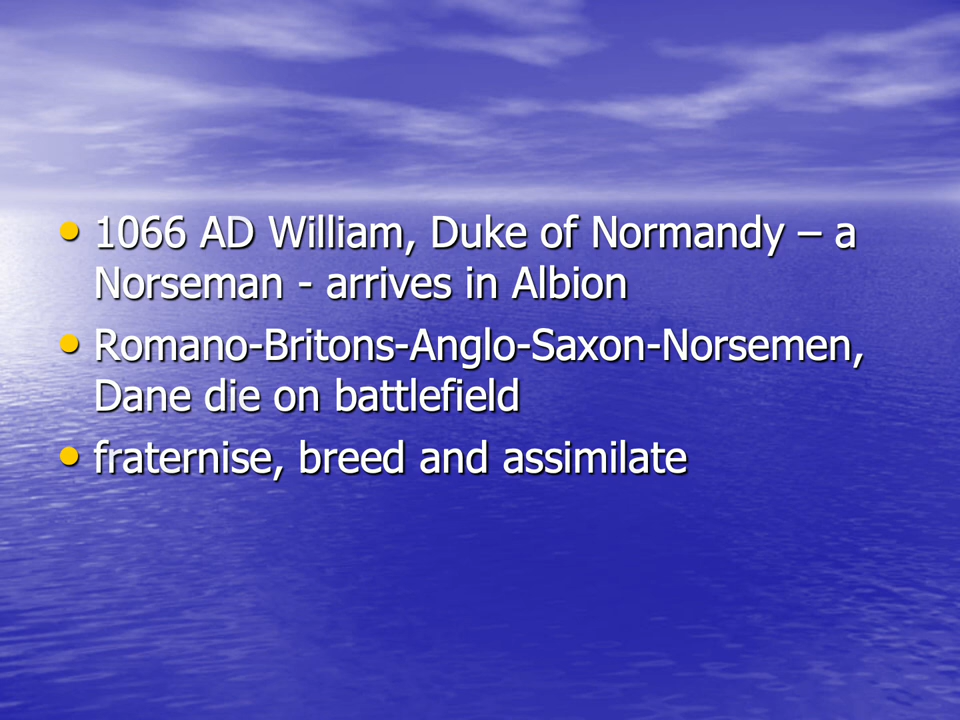 • 1066 AD William, Duke of Normandy – a
Norseman - arrives in Albion
• Romano-Britons-Anglo-Saxon-Norsemen,
Dane die on battlefield
• fraternise, breed and assimilate